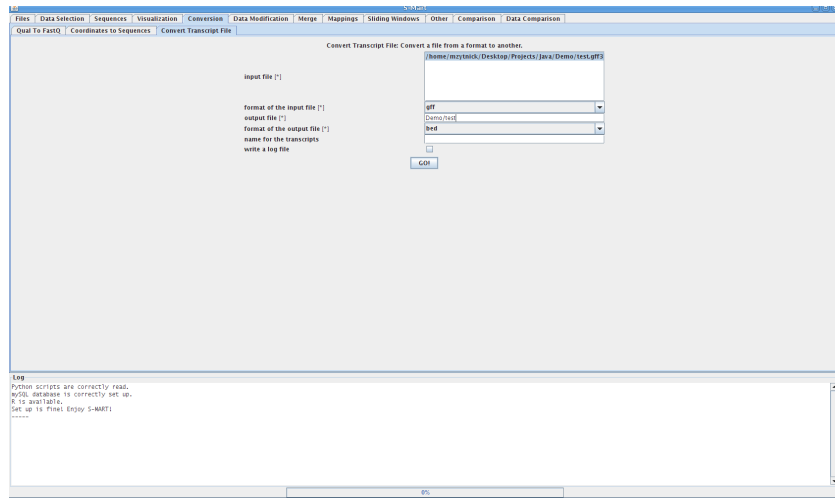 S-Mart
Files Data Selection Sequences Visualization Conversion Data Modification Merge Mappings Sliding Windows Other Comparison Data Comparison
Qual To FastQ Coordinates to Sequences Convert Transcript File
Convert Transcript File: Convert a file from a format to another.
/home/mzytnick/Desktop/Projects/Java/Demo/test.gff3
input file [*]
format of the input file [*] gff
output file [*] Demo/test
format of the output file [*] bed
name for the transcripts
write a log file
GO!
Log
Python scripts are correctly read.
mySQL database is correctly set up.
R is available.
Set up is fine! Enjoy S-MART!
-----
0%